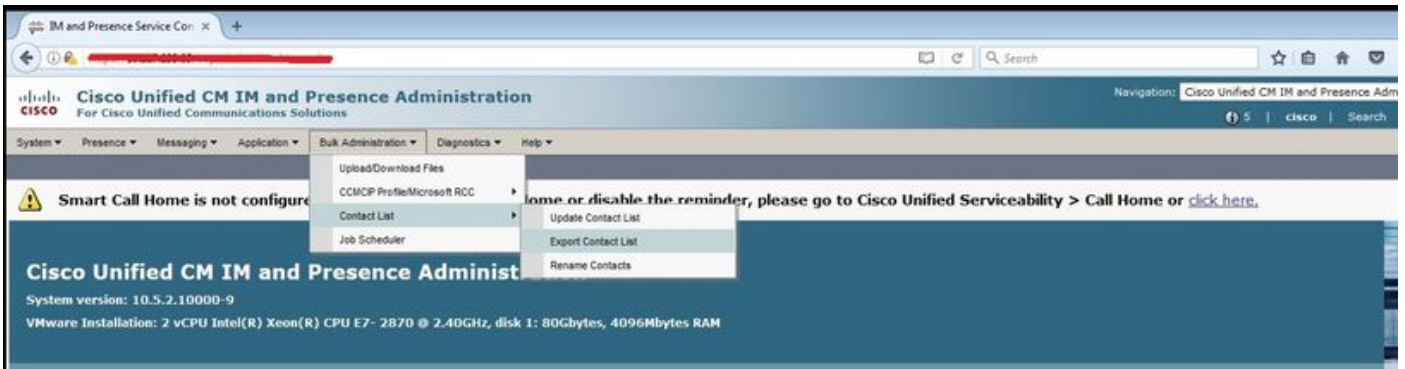 IM and Presence Service Con × +
Search
CISCO
Cisco Unified CM IM and Presence Administration
For Cisco Unified Communications Solutions
Navigation: Cisco Unified CM IM and Presence Adm
5 | cisco | Search
System Presence Messaging Application Bulk Administration Diagnostics Help
Upload/Download Files
CCMCIP Profile/Microsoft RCC
Contact List
Job Scheduler
Update Contact List
Export Contact List
Rename Contacts
Smart Call Home is not configure ome or disable the reminder, please go to Cisco Unified Serviceability > Call Home or click here.
Cisco Unified CM IM and Presence Administ
System version: 10.5.2.10000-9
VMware Installation: 2 vCPU Intel(R) Xeon(R) CPU E7- 2870 @ 2.40GHz, disk 1: 80Gbytes, 4096Mbytes RAM